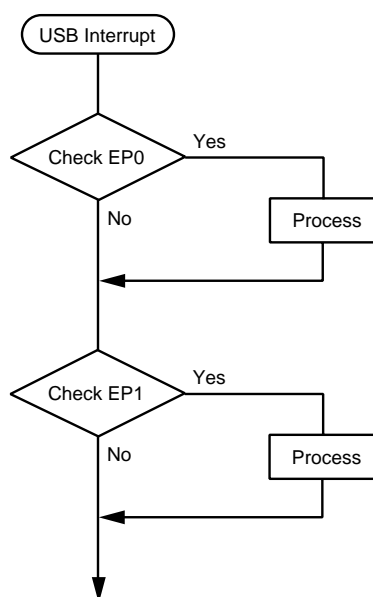 USB Interrupt
Check EP0
Yes
No
Process
Check EP1
Yes
No
Process